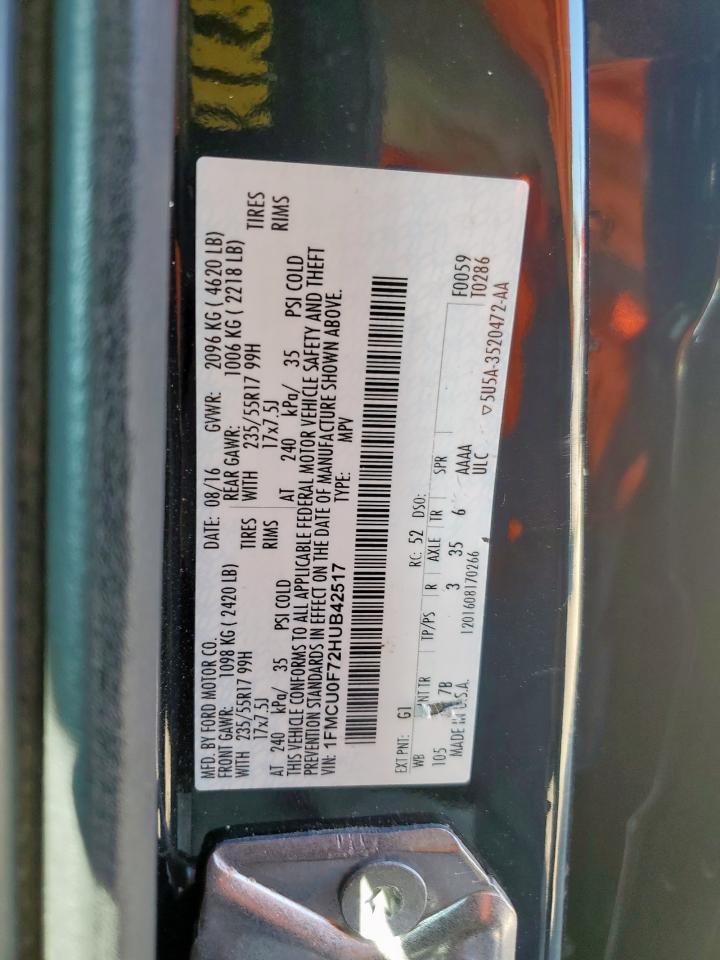 MFD. BY FORD MOTOR CO. DATE: 08/16 GVWR: 2096 KG ( 4620 LB)
FRONT GAWR: 1098 KG ( 2420 LB) REAR GAWR: 1006 KG ( 2218 LB)
WITH 235/55R17 99H TIRES WITH 235/55R17 99H TIRES
17x7.5J RIMS 17x7.5J RIMS
AT 240 kPa/ 35 PSI COLD AT 240 kPa/ 35 PSI COLD
THIS VEHICLE CONFORMS TO ALL APPLICABLE FEDERAL MOTOR VEHICLE SAFETY AND THEFT
PREVENTION STANDARDS IN EFFECT ON THE DATE OF MANUFACTURE SHOWN ABOVE.
VIN: 1FMCU0F72HUB42517 TYPE: MPV
EXT PNT: G1 RC: 52 DSO: F0059
WB INT TR TP/PS R AXLE TR SPR T0286
105 7B 3 35 6 AAAA
MADE IN U.S.A. 1201608170266 ULC
▽5U5A-3520472-AA